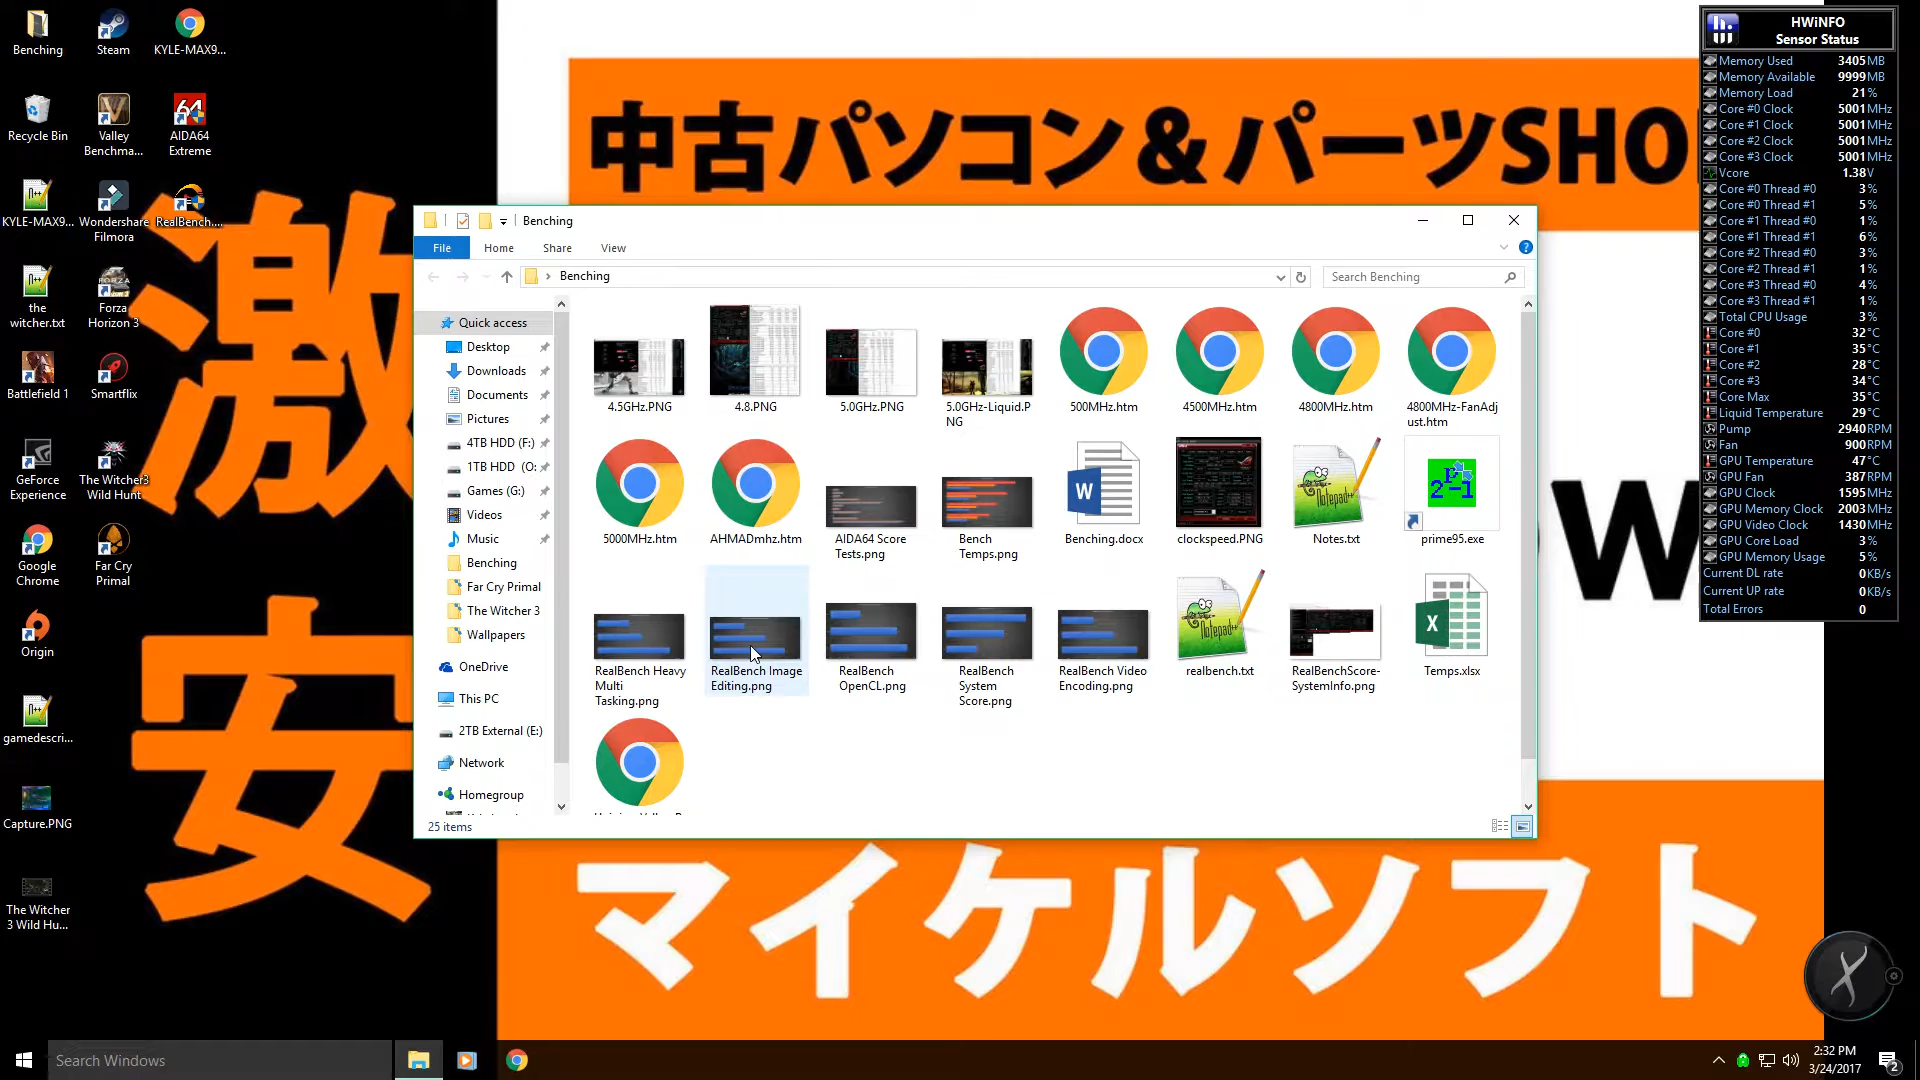 Benching
Steam
KYLE-MAX9...
Recycle Bin
Valley
Benchma...
AIDA64
Extreme
KYLE-MAX9...
Wondershare
Filmora
RealBench...
the
witcher.txt
Forza
Horizon 3
Battlefield 1
Smartflix
GeForce
Experience
The Witcher3
Wild Hunt
Google
Chrome
Far Cry
Primal
Origin
gamedescri...
Capture.PNG
The Witcher
3 Wild Hu...
激
安
中古パソコン&パーツSHO
W
マイケルソフト
Benching
File
Home
Share
View
Benching
Search Benching
Quick access
Desktop
Downloads
Documents
Pictures
4TB HDD (F:)
1TB HDD (O:
Games (G:)
Videos
Music
Benching
Far Cry Primal
The Witcher 3
Wallpapers
OneDrive
This PC
2TB External (E:)
Network
Homegroup
4.5GHz.PNG
4.8.PNG
5.0GHz.PNG
5.0GHz-Liquid.P
NG
500MHz.htm
4500MHz.htm
4800MHz.htm
4800MHz-FanAdj
ust.htm
5000MHz.htm
AHMADmhz.htm
AIDA64 Score
Tests.png
Bench
Temps.png
Benching.docx
clockspeed.PNG
Notes.txt
prime95.exe
RealBench Heavy
Multi
Tasking.png
RealBench Image
Editing.png
RealBench
OpenCL.png
RealBench
System
Score.png
RealBench Video
Encoding.png
realbench.txt
RealBenchScore-
SystemInfo.png
Temps.xlsx
25 items
HWiNFO
Sensor Status
Memory Used 3405 MB
Memory Available 9999 MB
Memory Load 21 %
Core #0 Clock 5001 MHz
Core #1 Clock 5001 MHz
Core #2 Clock 5001 MHz
Core #3 Clock 5001 MHz
Vcore 1.38 V
Core #0 Thread #0 3 %
Core #0 Thread #1 5 %
Core #1 Thread #0 1 %
Core #1 Thread #1 6 %
Core #2 Thread #0 3 %
Core #2 Thread #1 1 %
Core #3 Thread #0 4 %
Core #3 Thread #1 1 %
Total CPU Usage 3 %
Core #0 32 °C
Core #1 35 °C
Core #2 28 °C
Core #3 34 °C
Core Max 35 °C
Liquid Temperature 29 °C
Pump 2940 RPM
Fan 900 RPM
GPU Temperature 47 °C
GPU Fan 387 RPM
GPU Clock 1595 MHz
GPU Memory Clock 2003 MHz
GPU Video Clock 1430 MHz
GPU Core Load 3 %
GPU Memory Usage 5 %
Current DL rate 0 KB/s
Current UP rate 0 KB/s
Total Errors 0
Search Windows
2:32 PM
3/24/2017
2